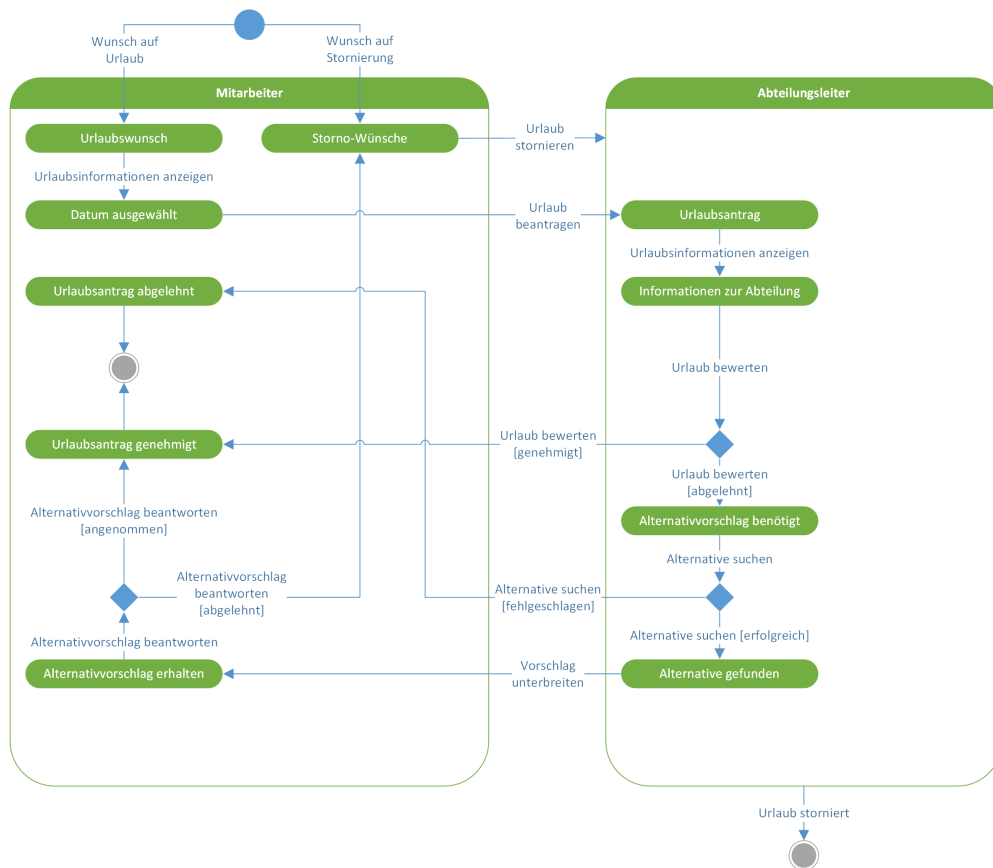 Wunsch auf
Urlaub
Wunsch auf
Stornierung
Mitarbeiter
Abteilungsleiter
Urlaubswunsch
Storno-Wünsche
Urlaub
stornieren
Urlaubsinformationen anzeigen
Datum ausgewählt
Urlaub
beantragen
Urlaubsantrag
Urlaubsinformationen anzeigen
Urlaubsantrag abgelehnt
Informationen zur Abteilung
Urlaub bewerten
Urlaubsantrag genehmigt
Urlaub bewerten
[genehmigt]
Urlaub bewerten
[abgelehnt]
Alternativvorschlag beantworten
[angenommen]
Alternativvorschlag benötigt
Alternative suchen
Alternativvorschlag
beantworten
[abgelehnt]
Alternative suchen
[fehlgeschlagen]
Alternativvorschlag beantworten
Alternative suchen [erfolgreich]
Alternativvorschlag erhalten
Vorschlag
unterbreiten
Alternative gefunden
Urlaub storniert